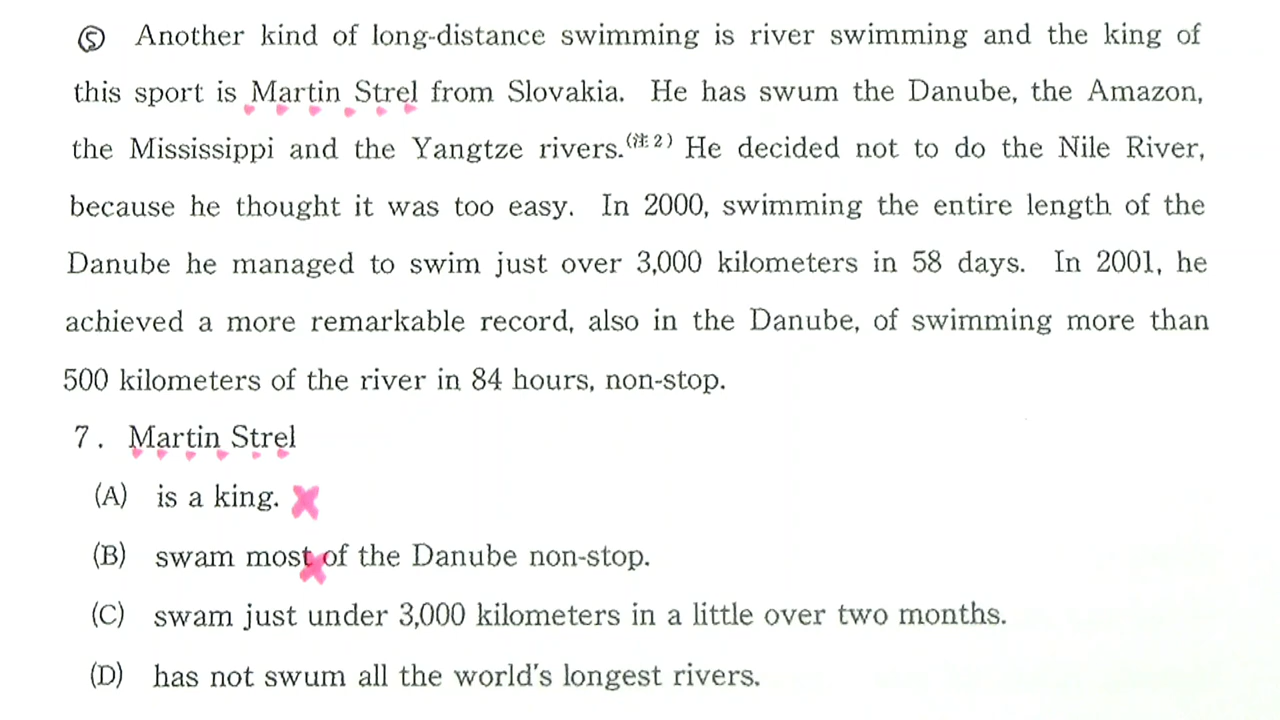 ⑤ Another kind of long-distance swimming is river swimming and the king of
this sport is Martin Strel from Slovakia. He has swum the Danube, the Amazon,
the Mississippi and the Yangtze rivers.(注2) He decided not to do the Nile River,
because he thought it was too easy. In 2000, swimming the entire length of the
Danube he managed to swim just over 3,000 kilometers in 58 days. In 2001, he
achieved a more remarkable record, also in the Danube, of swimming more than
500 kilometers of the river in 84 hours, non-stop.
7. Martin Strel
(A) is a king.
(B) swam most of the Danube non-stop.
(C) swam just under 3,000 kilometers in a little over two months.
(D) has not swum all the world's longest rivers.